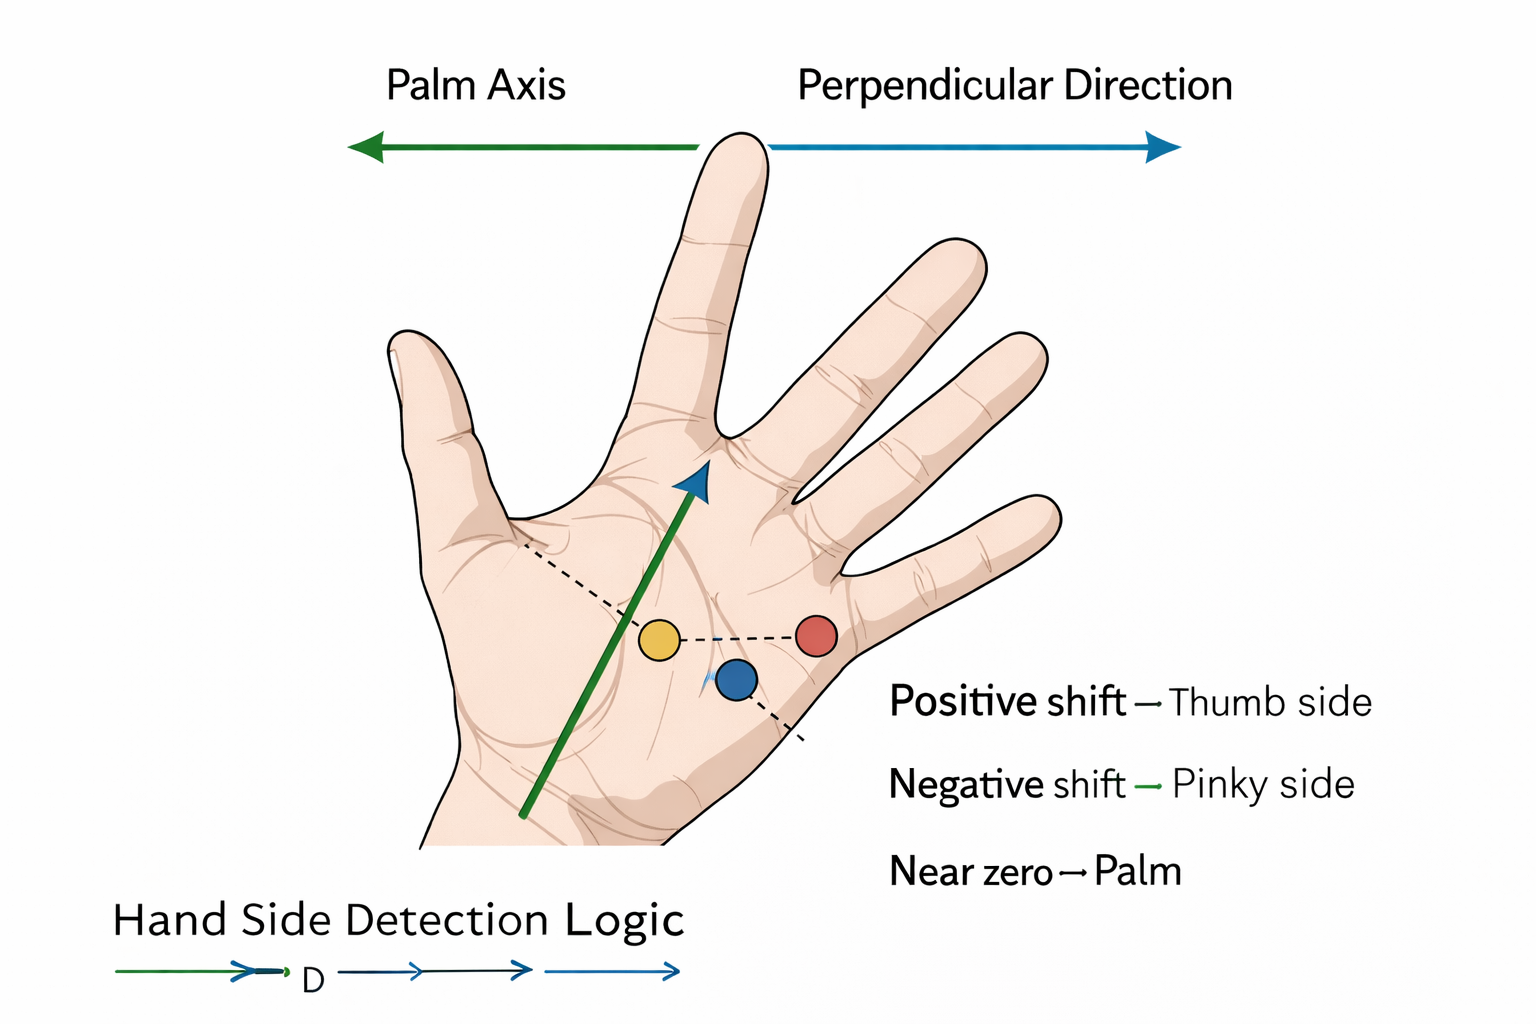 Palm Axis
Perpendicular Direction
Positive shift → Thumb side
Negative shift → Pinky side
Near zero → Palm
Hand Side Detection Logic
D